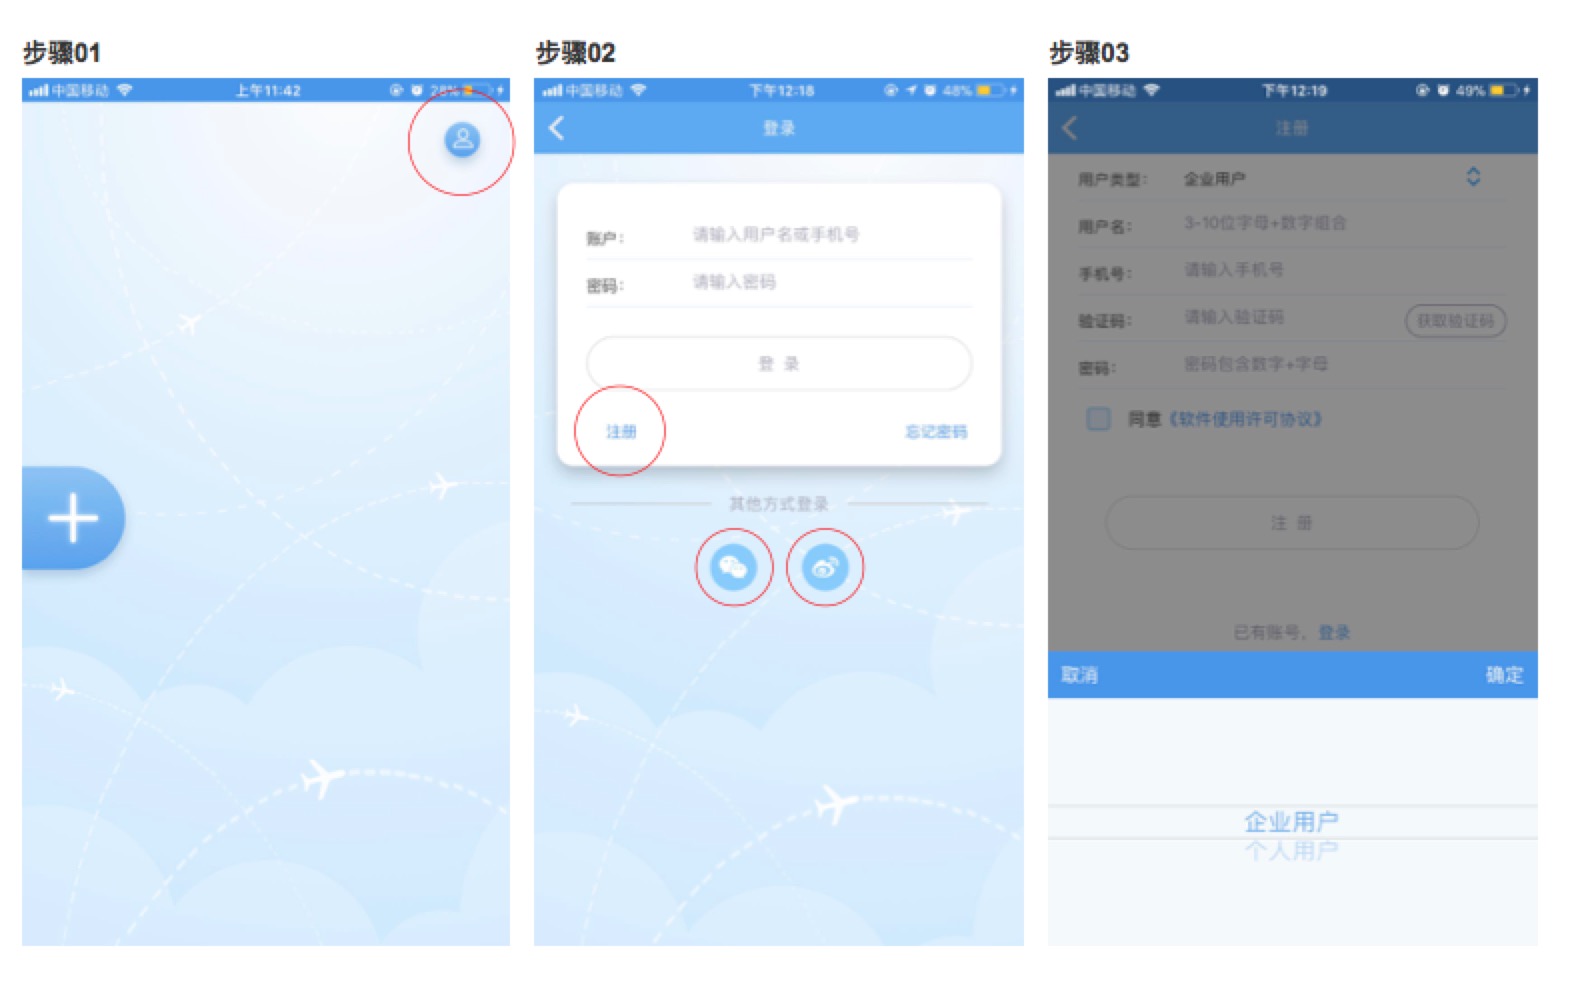 步骤01
中国移动 上午11:42 28%
步骤02
中国移动 下午12:18 48%
登录
账户： 请输入用户名或手机号
密码： 请输入密码
登 录
注册 忘记密码
其他方式登录
步骤03
中国移动 下午12:19 49%
注册
用户类型： 企业用户
用户名： 3-10位字母+数字组合
手机号： 请输入手机号
验证码： 请输入验证码 获取验证码
密码： 密码包含数字+字母
同意《软件使用许可协议》
注 册
已有账号，登录
取消 确定
企业用户
个人用户